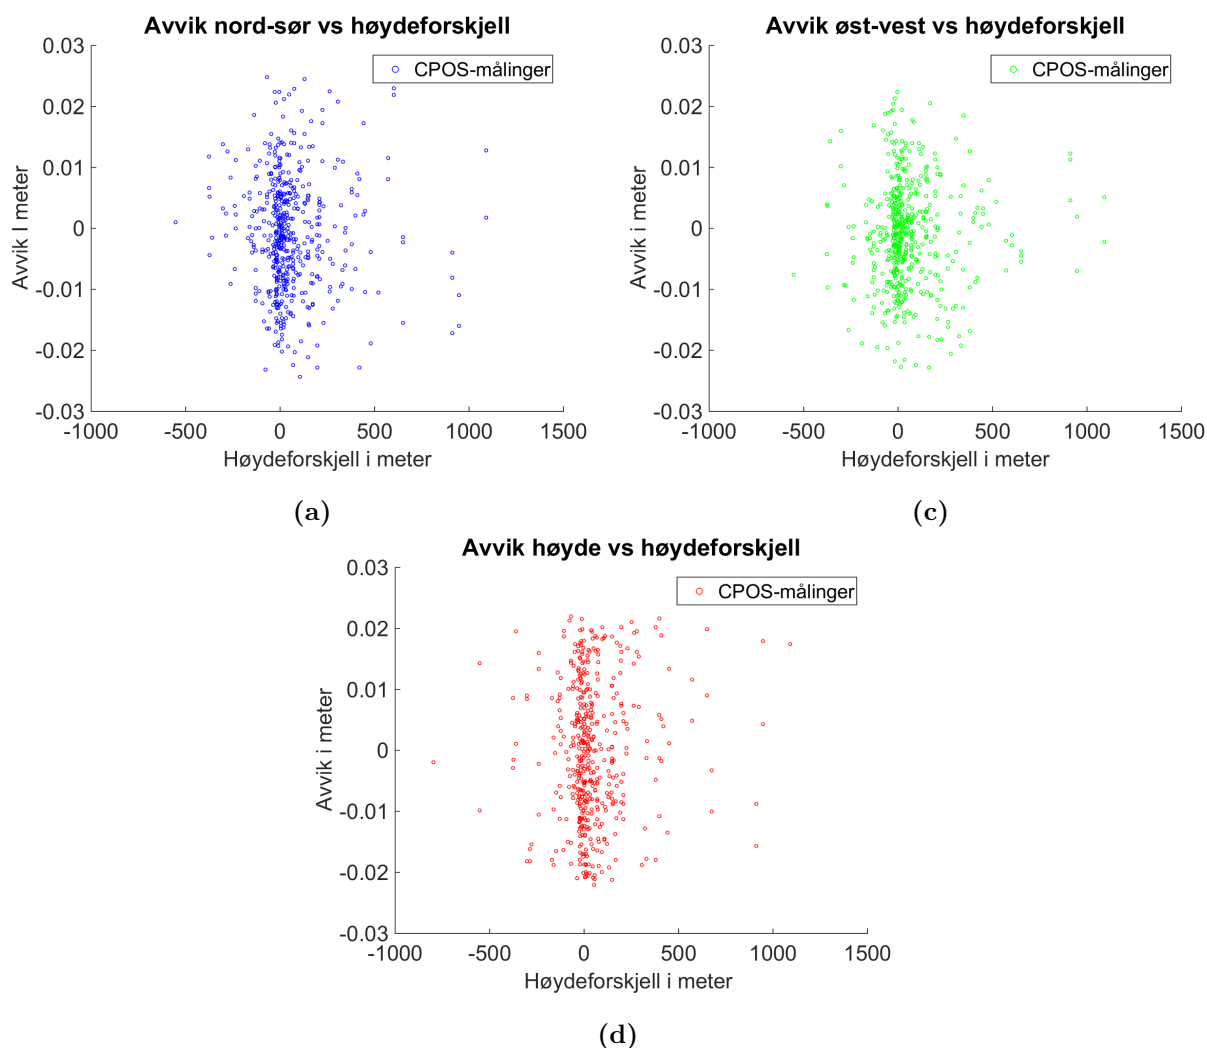 Avvik nord-sør vs høydeforskjell
CPOS-målinger
0.03
0.02
0.01
0
-0.01
-0.02
-0.03
Avvik I meter
-1000 -500 0 500 1000 1500
Høydeforskjell i meter
(a)
Avvik øst-vest vs høydeforskjell
CPOS-målinger
0.03
0.02
0.01
0
-0.01
-0.02
-0.03
Avvik i meter
-1000 -500 0 500 1000 1500
Høydeforskjell i meter
(c)
Avvik høyde vs høydeforskjell
CPOS-målinger
0.03
0.02
0.01
0
-0.01
-0.02
-0.03
Avvik i meter
-1000 -500 0 500 1000 1500
Høydeforskjell i meter
(d)